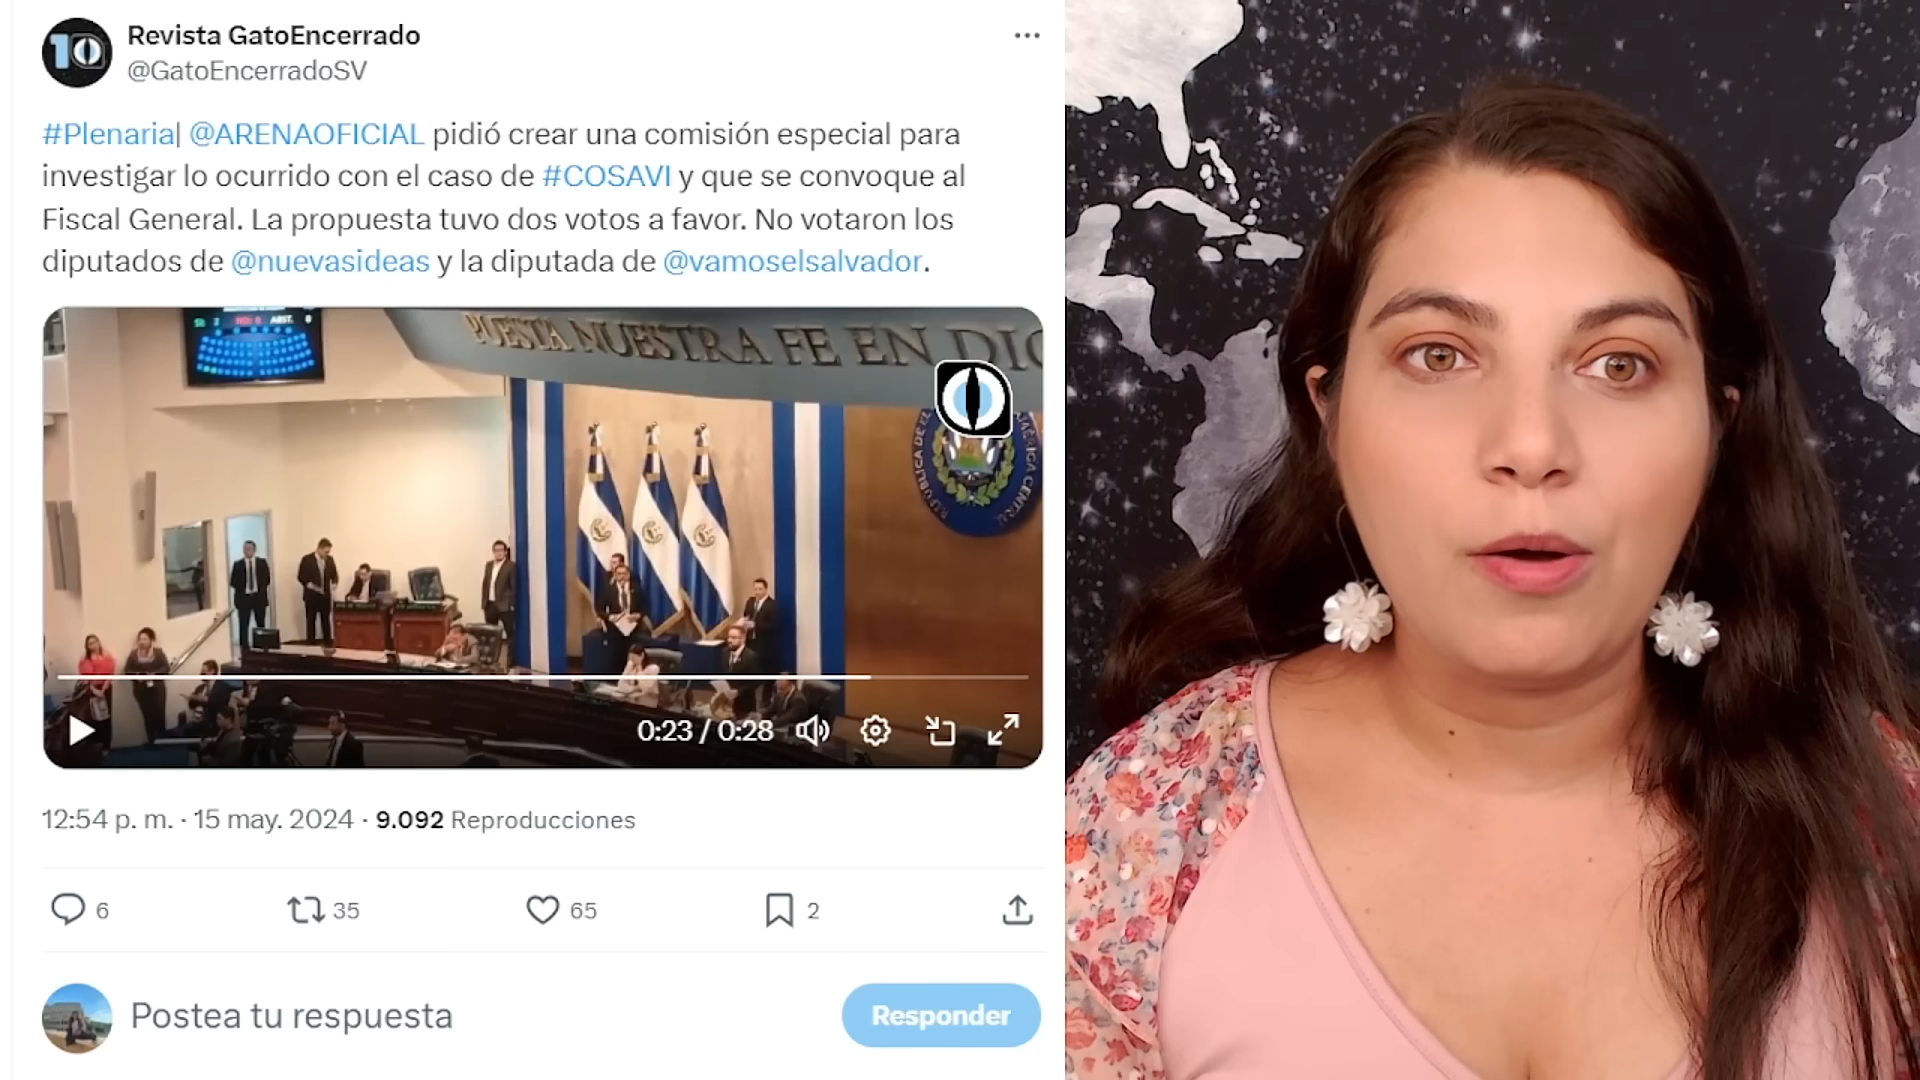 Revista GatoEncerrado
@GatoEncerradoSV
#Plenaria| @ARENAOFICIAL pidió crear una comisión especial para
investigar lo ocurrido con el caso de #COSAVI y que se convoque al
Fiscal General. La propuesta tuvo dos votos a favor. No votaron los
diputados de @nuevasideas y la diputada de @vamoselsalvador.
PUESTA NUESTRA FE EN DIO
0:23 / 0:28
12:54 p. m. · 15 may. 2024 · 9.092 Reproducciones
6 35 65 2
Postea tu respuesta
Responder